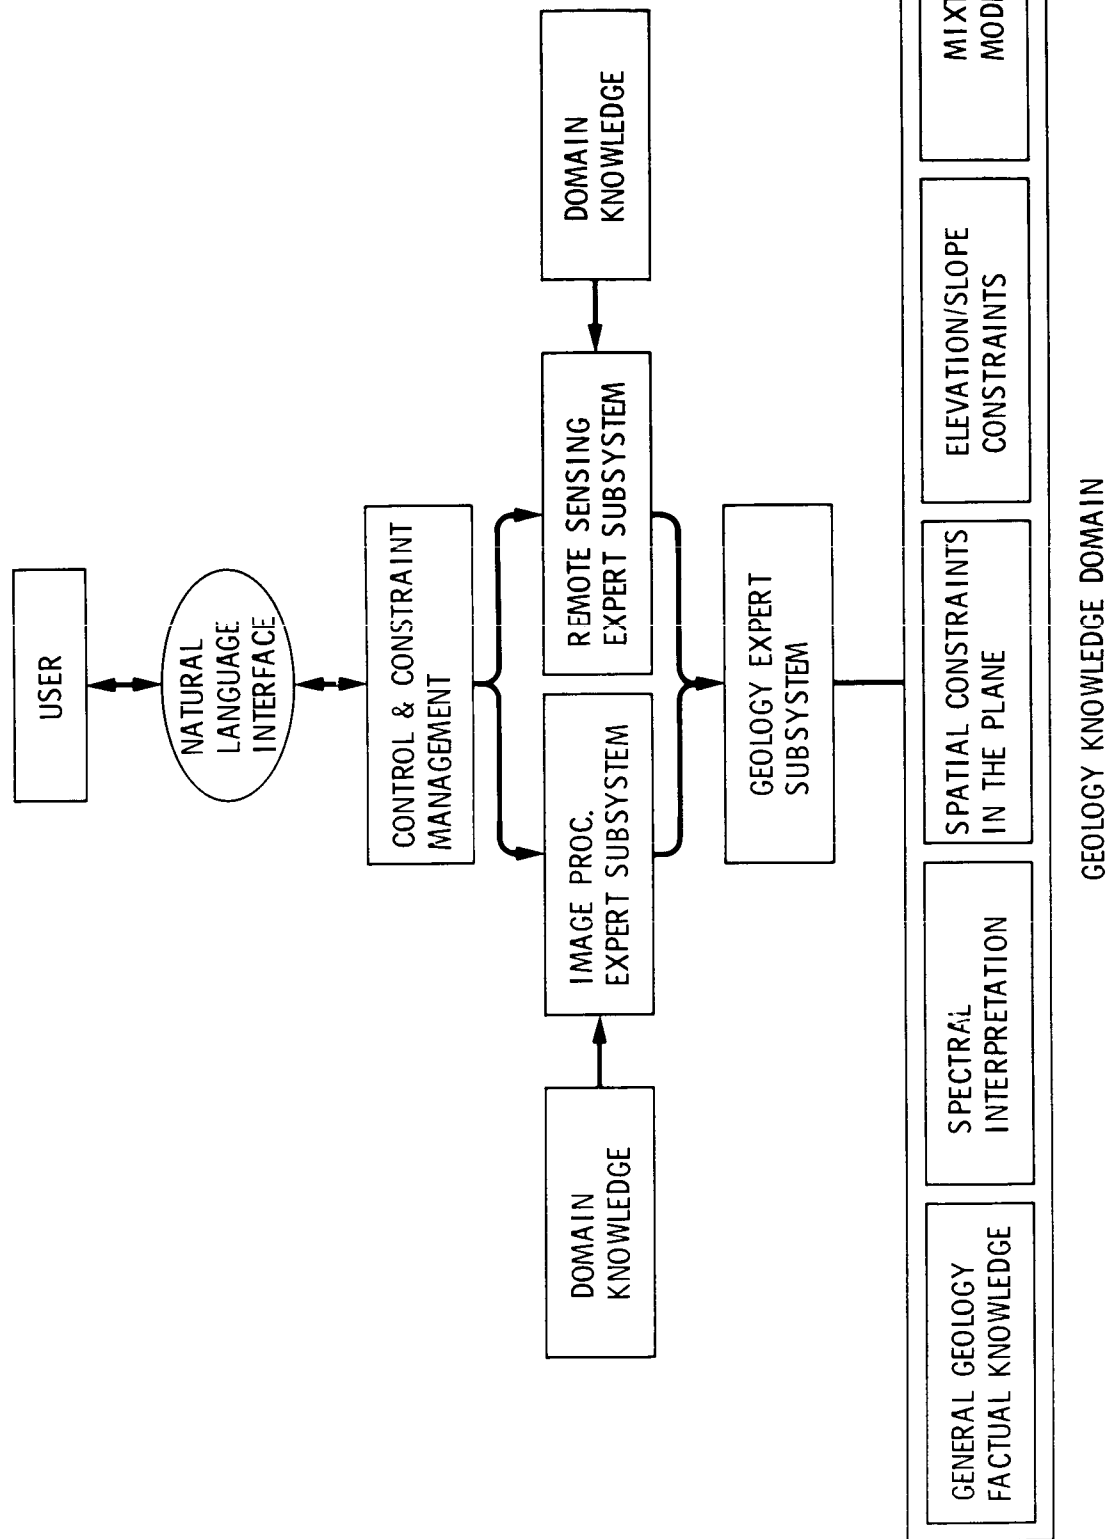 USER
NATURAL
LANGUAGE
INTERFACE
CONTROL & CONSTRAINT
MANAGEMENT
DOMAIN
KNOWLEDGE
IMAGE PROC.
EXPERT SUBSYSTEM
REMOTE SENSING
EXPERT SUBSYSTEM
DOMAIN
KNOWLEDGE
GEOLOGY EXPERT
SUBSYSTEM
GENERAL GEOLOGY
FACTUAL KNOWLEDGE
SPECTRAL
INTERPRETATION
SPATIAL CONSTRAINTS
IN THE PLANE
ELEVATION/SLOPE
CONSTRAINTS
GEOLOGY KNOWLEDGE DOMAIN